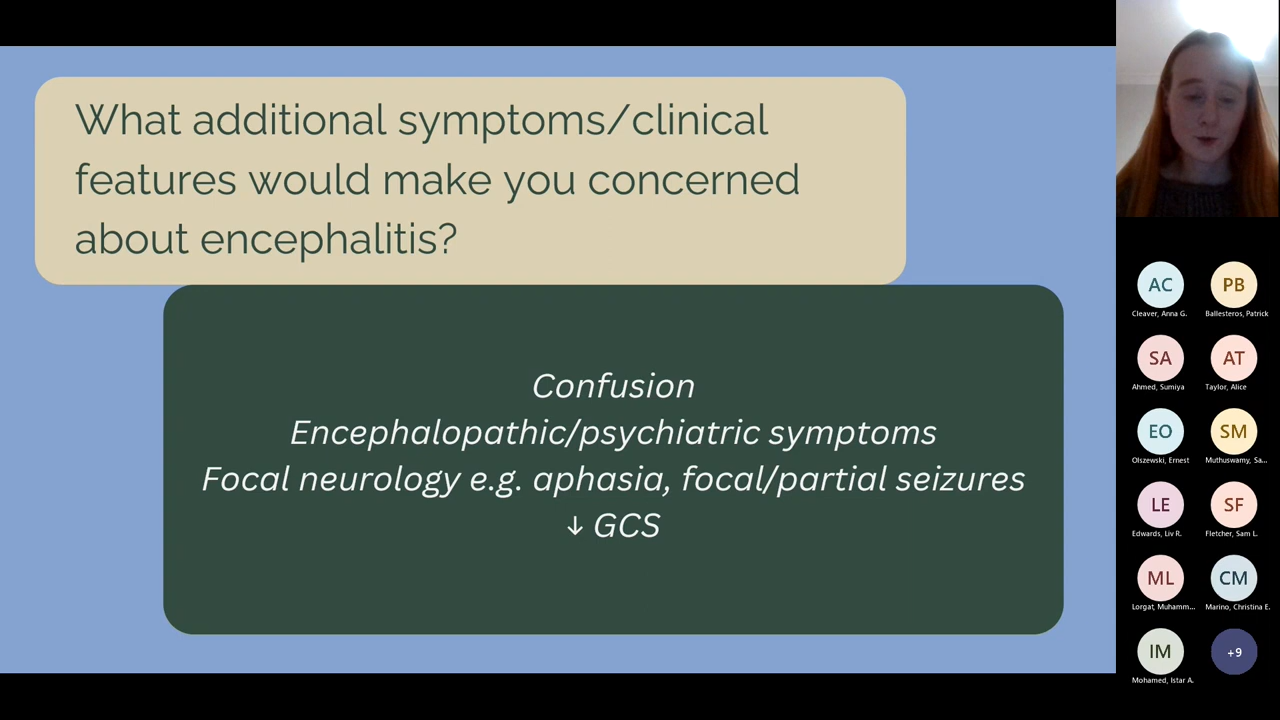 What additional symptoms/clinical
features would make you concerned
about encephalitis?
Confusion
Encephalopathic/psychiatric symptoms
Focal neurology e.g. aphasia, focal/partial seizures
↓ GCS
AC
PB
Cleaver, Anna G.
Ballesteros, Patrick
SA
AT
Ahmed, Sumiya
Taylor, Alice
EO
SM
Olszewski, Ernest
Muthuswamy, Sa...
LE
SF
Edwards, Liv R.
Fletcher, Sam L.
ML
CM
Lorgat, Muhamm...
Marino, Christina E.
IM
+9
Mohamed, Istar A.